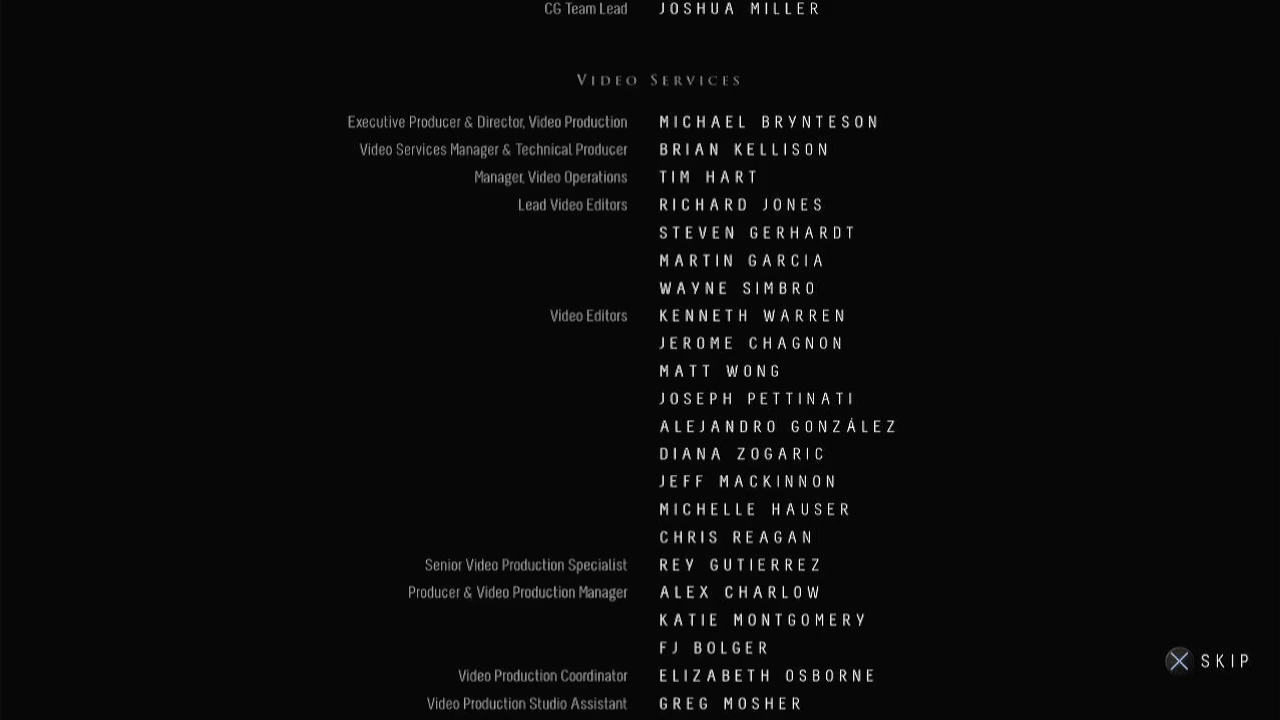 CG Team Lead JOSHUA MILLER
VIDEO SERVICES
Executive Producer & Director, Video Production MICHAEL BRYNTESON
Video Services Manager & Technical Producer BRIAN KELLISON
Manager, Video Operations TIM HART
Lead Video Editors RICHARD JONES
STEVEN GERHARDT
MARTIN GARCIA
WAYNE SIMBRO
Video Editors KENNETH WARREN
JEROME CHAGNON
MATT WONG
JOSEPH PETTINATI
ALEJANDRO GONZÁLEZ
DIANA ZOGARIC
JEFF MACKINNON
MICHELLE HAUSER
CHRIS REAGAN
Senior Video Production Specialist REY GUTIERREZ
Producer & Video Production Manager ALEX CHARLOW
KATIE MONTGOMERY
FJ BOLGER
SKIP
Video Production Coordinator ELIZABETH OSBORNE
Video Production Studio Assistant GREG MOSHER